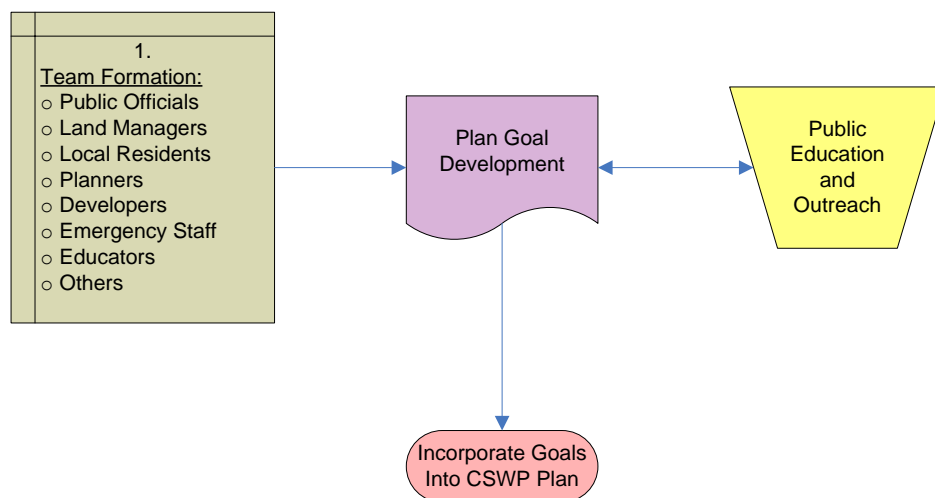 1.
Team Formation:
o Public Officials
o Land Managers
o Local Residents
o Planners
o Developers
o Emergency Staff
o Educators
o Others
Plan Goal
Development
Public
Education
and
Outreach
Incorporate Goals
Into CSWP Plan